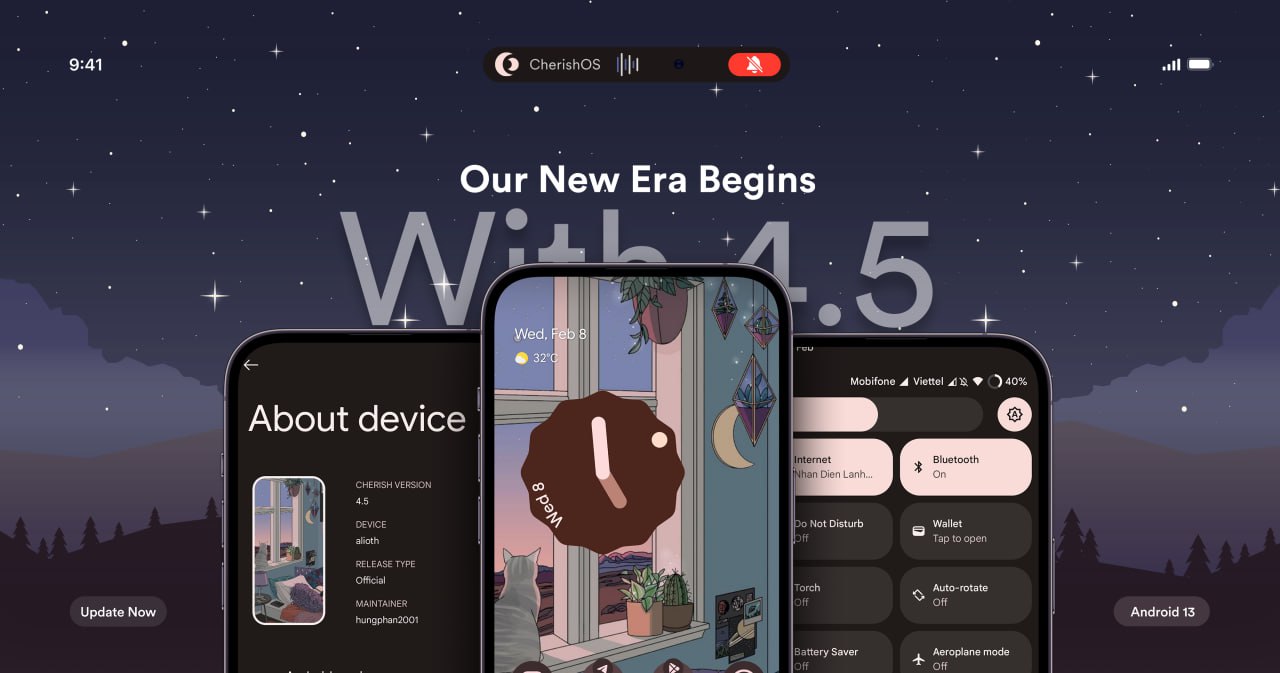 9:41
CherishOS
Our New Era Begins
With 4.5
Wed, Feb 8
32°C
Wed 8
About device
CHERISH VERSION
4.5
DEVICE
alioth
RELEASE TYPE
Official
MAINTAINER
hungphan2001
Feb
Mobifone Viettel 40%
Internet
Nhan Dien Lanh...
Bluetooth
On
Do Not Disturb
Off
Wallet
Tap to open
Torch
Off
Auto-rotate
Off
Battery Saver
Off
Aeroplane mode
Off
Update Now
Android 13